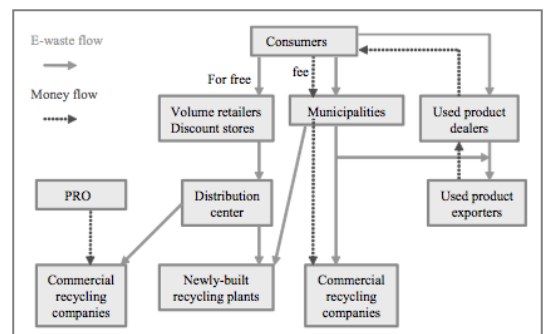 E-waste flow
Money flow
Consumers
For free
fee
Volume retailers
Discount stores
Municipalities
Used product
dealers
PRO
Distribution
center
Used product
exporters
Commercial
recycling
companies
Newly-built
recycling plants
Commercial
recycling
companies